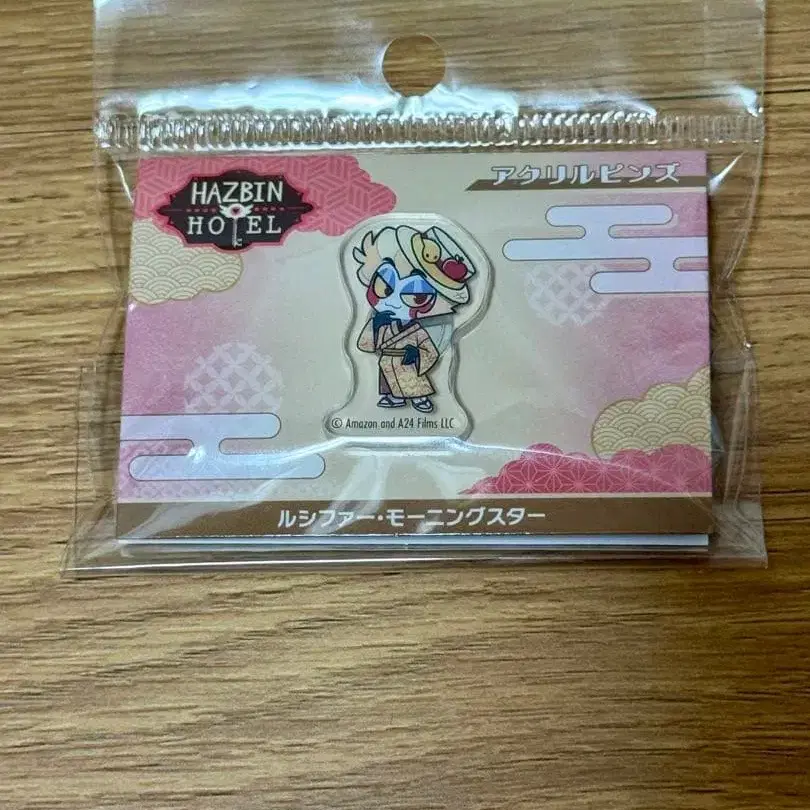 HAZBIN
HOTEL
アクリルピンズ
© Amazon and A24 Films LLC
ルシファー・モーニングスター